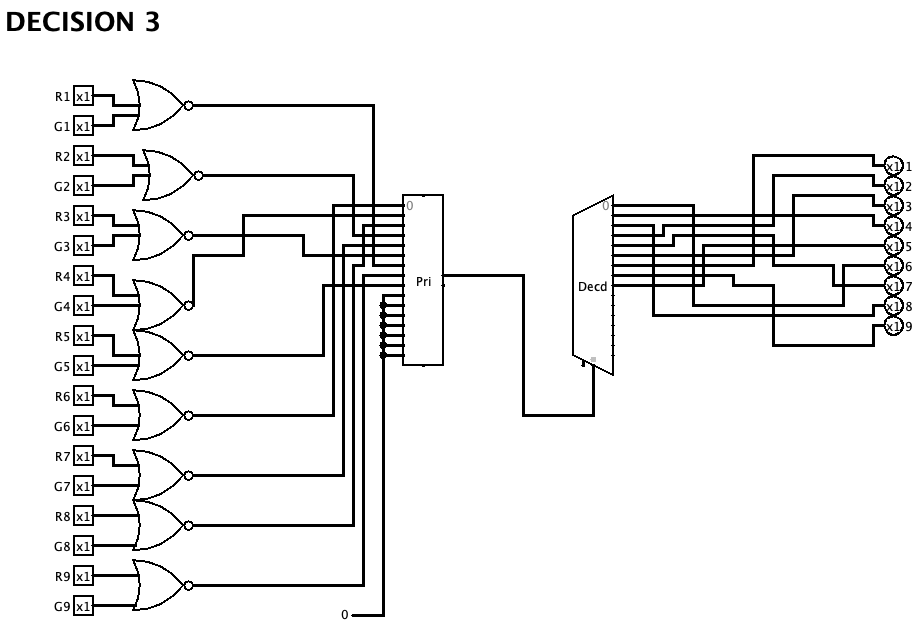 DECISION 3
R1 x1
G1 x1
R2 x1
G2 x1
R3 x1
G3 x1
R4 x1
G4 x1
R5 x1
G5 x1
R6 x1
G6 x1
R7 x1
G7 x1
R8 x1
G8 x1
R9 x1
G9 x1
0
Pri
0
0
Decd
x1 1
x1 2
x1 3
x1 4
x1 5
x1 6
x1 7
x1 8
x1 9